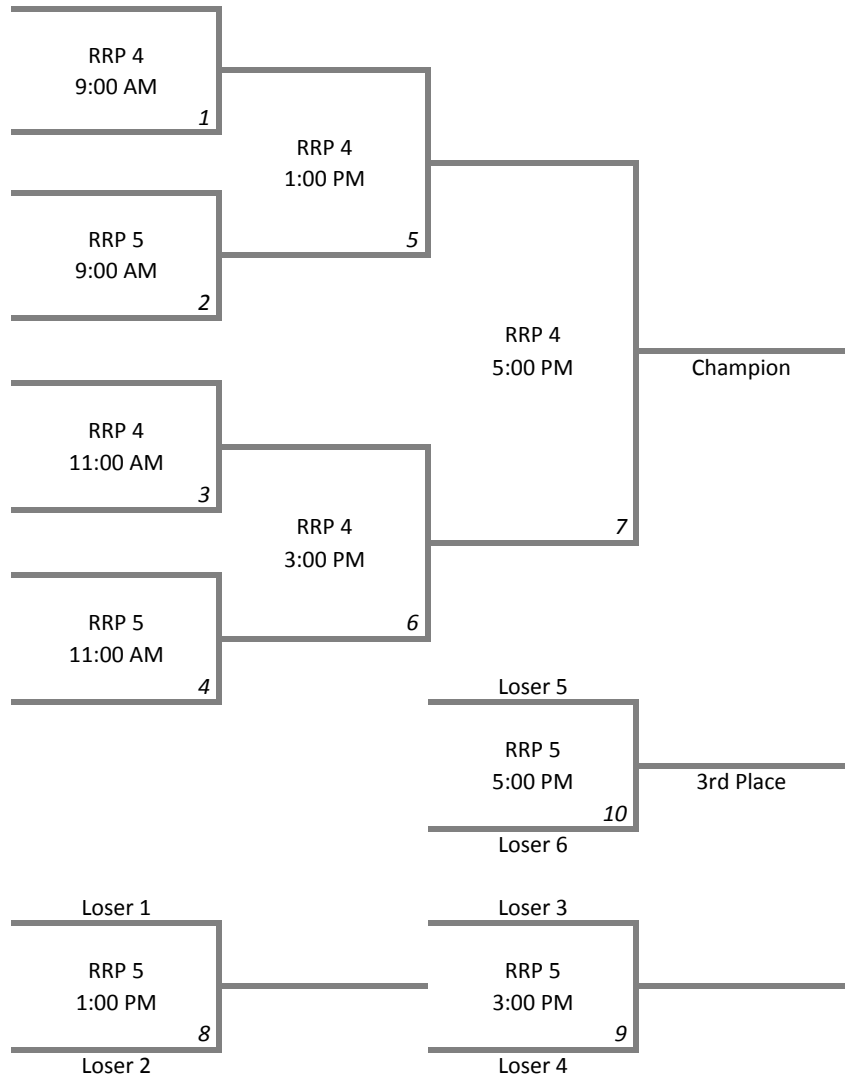 RRP 4
9:00 AM
1
RRP 4
1:00 PM
5
RRP 5
9:00 AM
2
RRP 4
5:00 PM
7
Champion
RRP 4
11:00 AM
3
RRP 4
3:00 PM
6
RRP 5
11:00 AM
4
Loser 5
RRP 5
5:00 PM
10
Loser 6
3rd Place
Loser 1
RRP 5
1:00 PM
8
Loser 2
Loser 3
RRP 5
3:00 PM
9
Loser 4